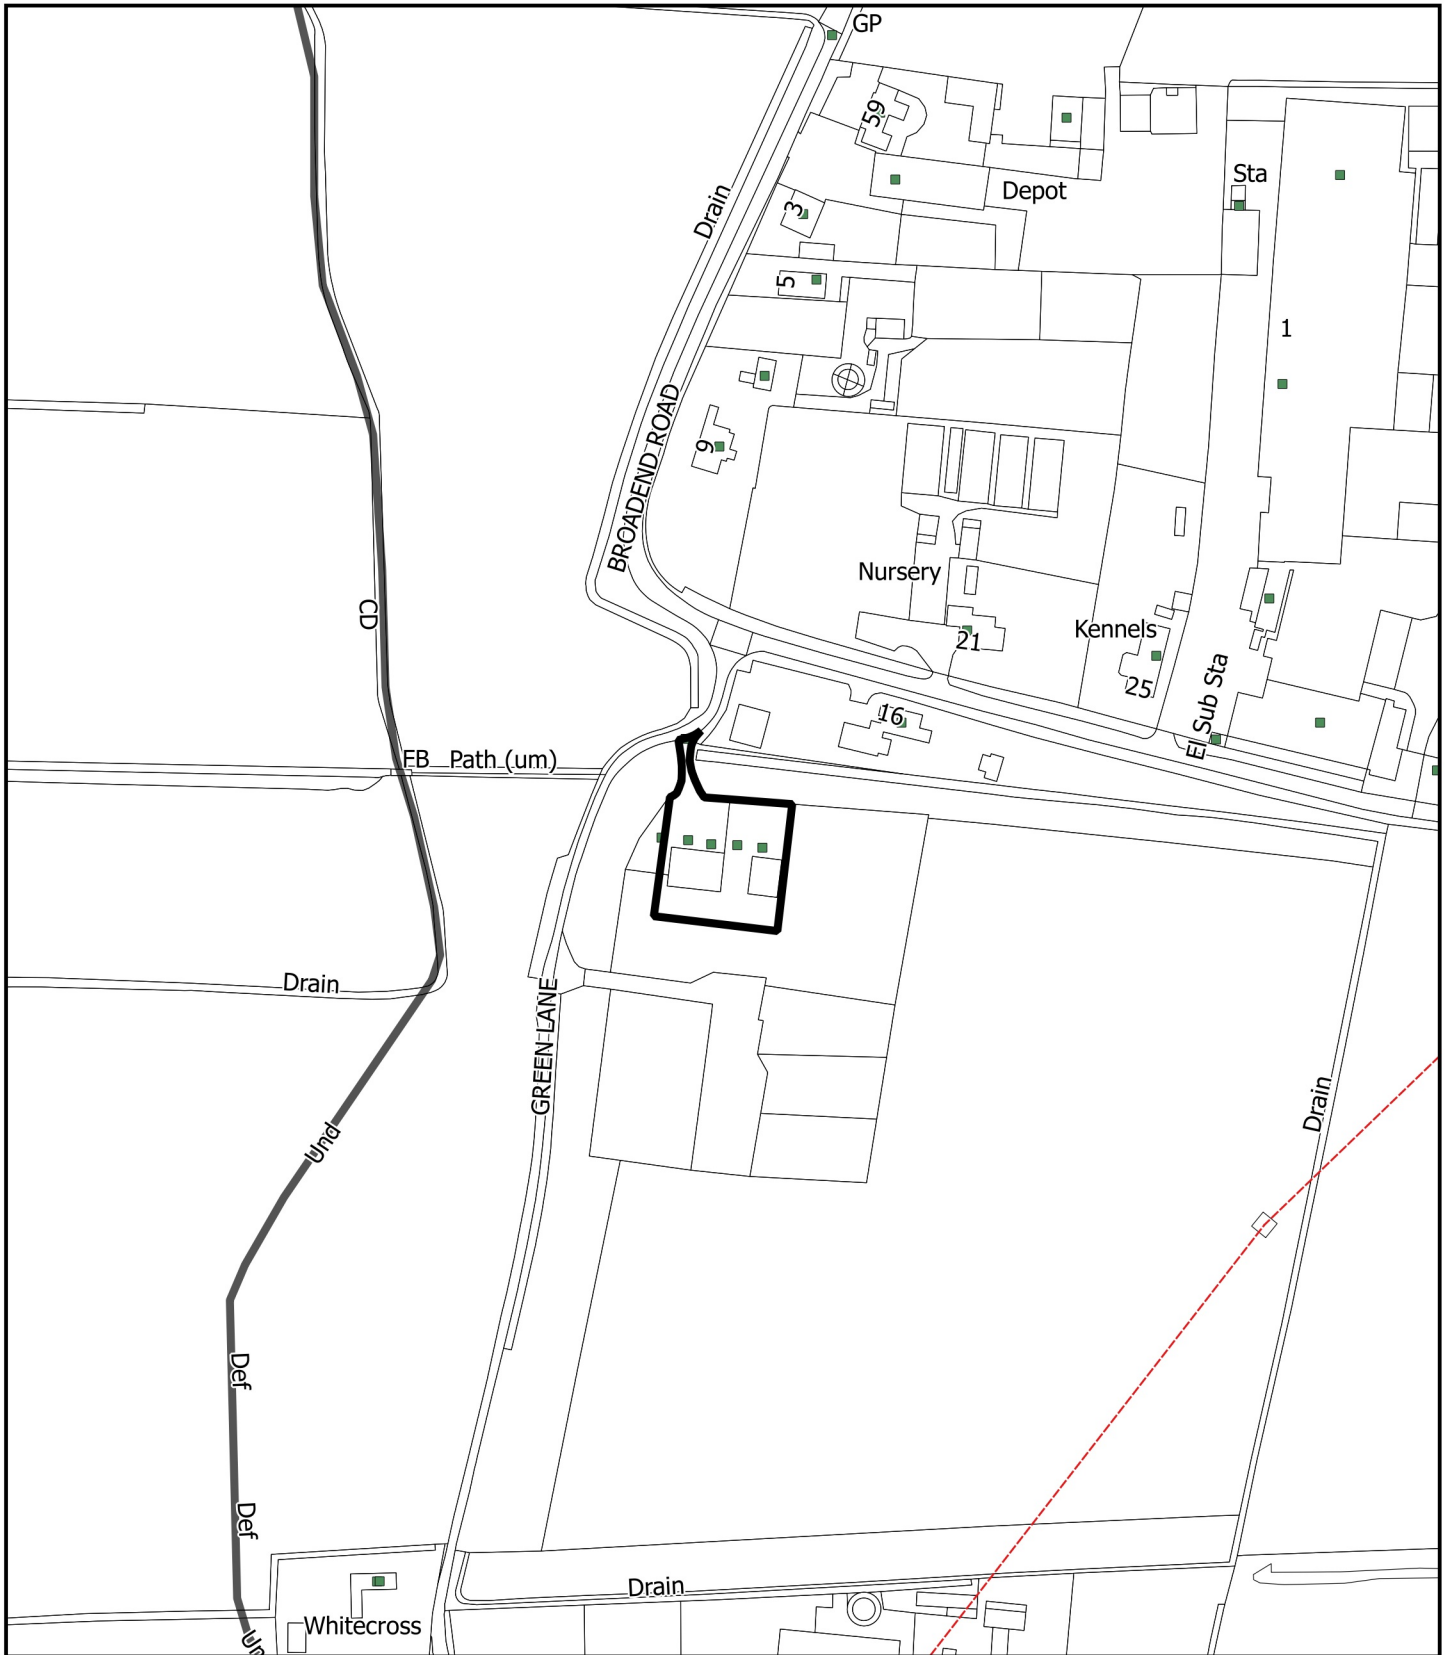 GP
59
Sta
Depot
Drain
3
5
1
BROADEND ROAD
9
Nursery
CD
Kennels
21
25
El Sub Sta
16
FB Path (um)
Drain
GREEN LANE
Drain
Und
Def
Def
Drain
Whitecross